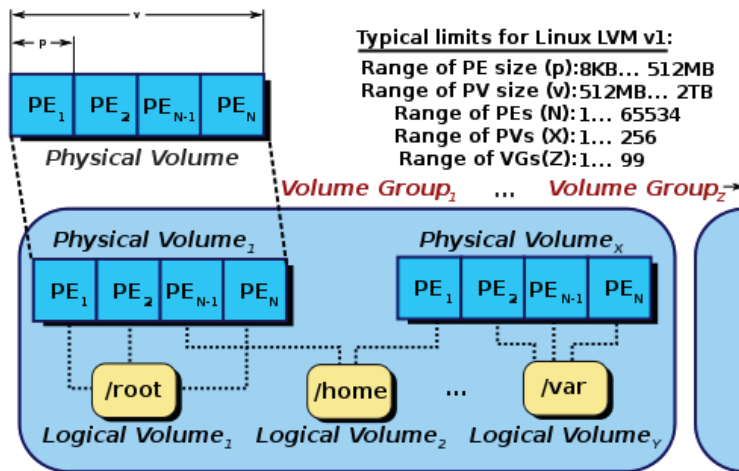 v
p
PE1 PE2 PEN-1 PEN
Physical Volume
Typical limits for Linux LVM v1:
Range of PE size (p):8KB... 512MB
Range of PV size (v):512MB... 2TB
Range of PEs (N):1... 65534
Range of PVs (X):1... 256
Range of VGs(Z):1... 99
Volume Group1 ... Volume GroupZ
Physical Volume1 Physical VolumeX
PE1 PE2 PEN-1 PEN PE1 PE2 PEN-1 PEN
/root /home ... /var
Logical Volume1 Logical Volume2 Logical VolumeY